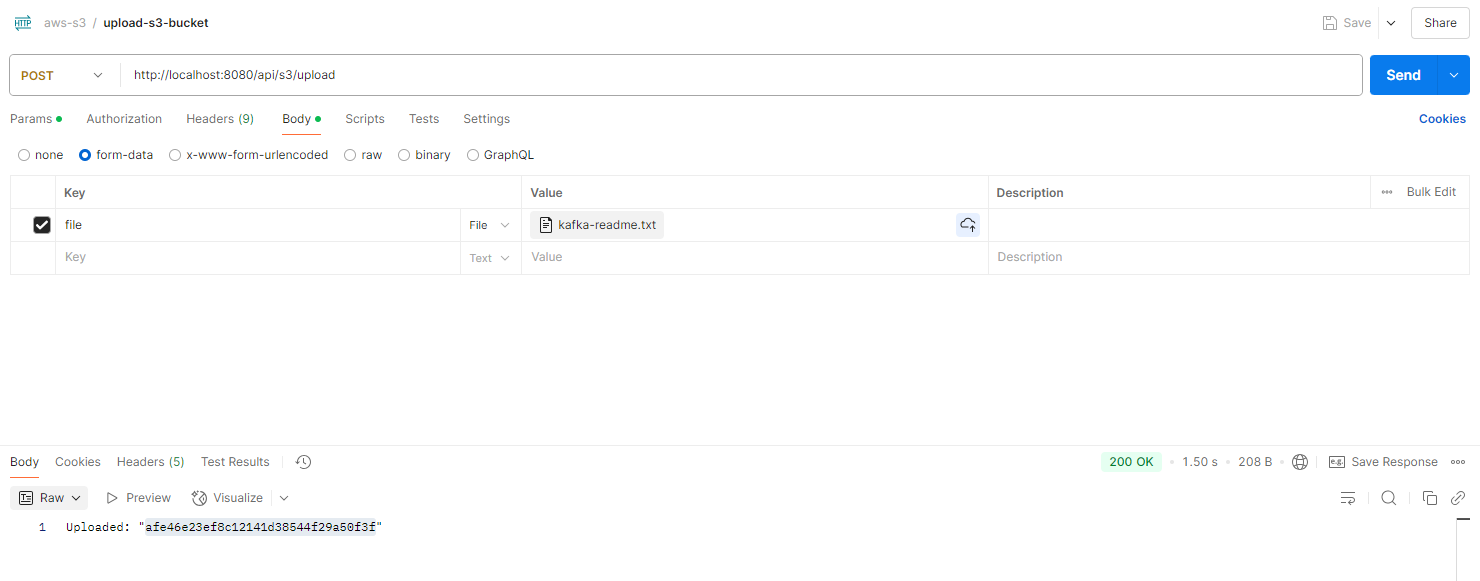 HTTP aws-s3 / upload-s3-bucket Save Share
POST http://localhost:8080/api/s3/upload Send
Params Authorization Headers (9) Body Scripts Tests Settings Cookies
none form-data x-www-form-urlencoded raw binary GraphQL
Key Value Description ••• Bulk Edit
file File kafka-readme.txt
Key Text Value Description
Body Cookies Headers (5) Test Results 200 OK • 1.50 s • 208 B • e.g. Save Response
Raw Preview Visualize
1 Uploaded: "afe46e23ef8c12141d38544f29a50f3f"